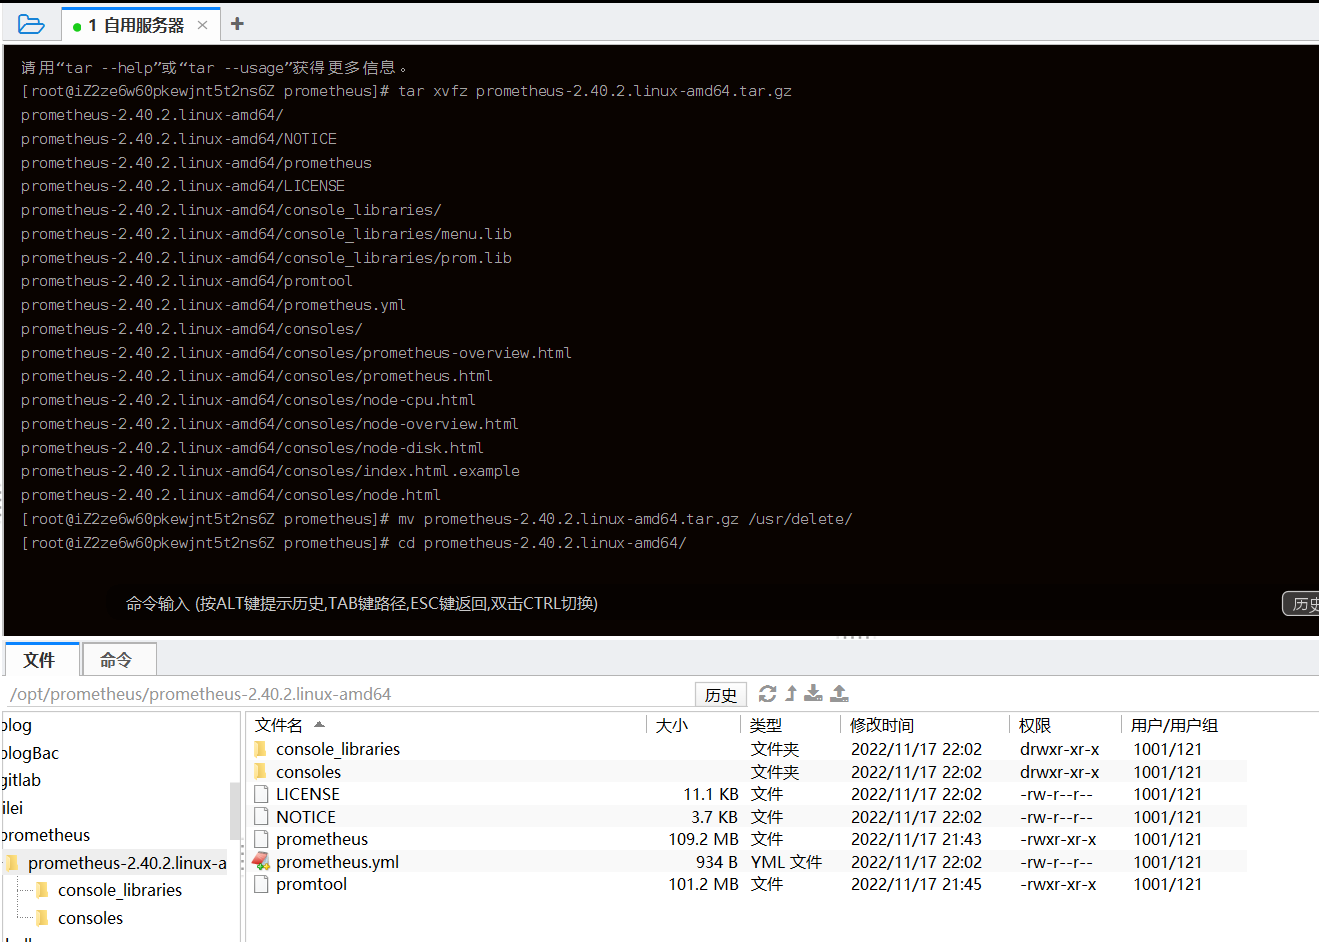 1 自用服务器 × +
请用“tar --help”或“tar --usage”获得更多信息。
[root@iZ2ze6w60pkewjnt5t2ns6Z prometheus]# tar xvfz prometheus-2.40.2.linux-amd64.tar.gz
prometheus-2.40.2.linux-amd64/
prometheus-2.40.2.linux-amd64/NOTICE
prometheus-2.40.2.linux-amd64/prometheus
prometheus-2.40.2.linux-amd64/LICENSE
prometheus-2.40.2.linux-amd64/console_libraries/
prometheus-2.40.2.linux-amd64/console_libraries/menu.lib
prometheus-2.40.2.linux-amd64/console_libraries/prom.lib
prometheus-2.40.2.linux-amd64/promtool
prometheus-2.40.2.linux-amd64/prometheus.yml
prometheus-2.40.2.linux-amd64/consoles/
prometheus-2.40.2.linux-amd64/consoles/prometheus-overview.html
prometheus-2.40.2.linux-amd64/consoles/prometheus.html
prometheus-2.40.2.linux-amd64/consoles/node-cpu.html
prometheus-2.40.2.linux-amd64/consoles/node-overview.html
prometheus-2.40.2.linux-amd64/consoles/node-disk.html
prometheus-2.40.2.linux-amd64/consoles/index.html.example
prometheus-2.40.2.linux-amd64/consoles/node.html
[root@iZ2ze6w60pkewjnt5t2ns6Z prometheus]# mv prometheus-2.40.2.linux-amd64.tar.gz /usr/delete/
[root@iZ2ze6w60pkewjnt5t2ns6Z prometheus]# cd prometheus-2.40.2.linux-amd64/
命令输入 (按ALT键提示历史,TAB键路径,ESC键返回,双击CTRL切换)
历史
文件 命令
/opt/prometheus/prometheus-2.40.2.linux-amd64 历史
blog
blogBac
gitlab
ilei
prometheus
prometheus-2.40.2.linux-a
console_libraries
consoles
文件名 大小 类型 修改时间 权限 用户/用户组
console_libraries 文件夹 2022/11/17 22:02 drwxr-xr-x 1001/121
consoles 文件夹 2022/11/17 22:02 drwxr-xr-x 1001/121
LICENSE 11.1 KB 文件 2022/11/17 22:02 -rw-r--r-- 1001/121
NOTICE 3.7 KB 文件 2022/11/17 22:02 -rw-r--r-- 1001/121
prometheus 109.2 MB 文件 2022/11/17 21:43 -rwxr-xr-x 1001/121
prometheus.yml 934 B YML 文件 2022/11/17 22:02 -rw-r--r-- 1001/121
promtool 101.2 MB 文件 2022/11/17 21:45 -rwxr-xr-x 1001/121